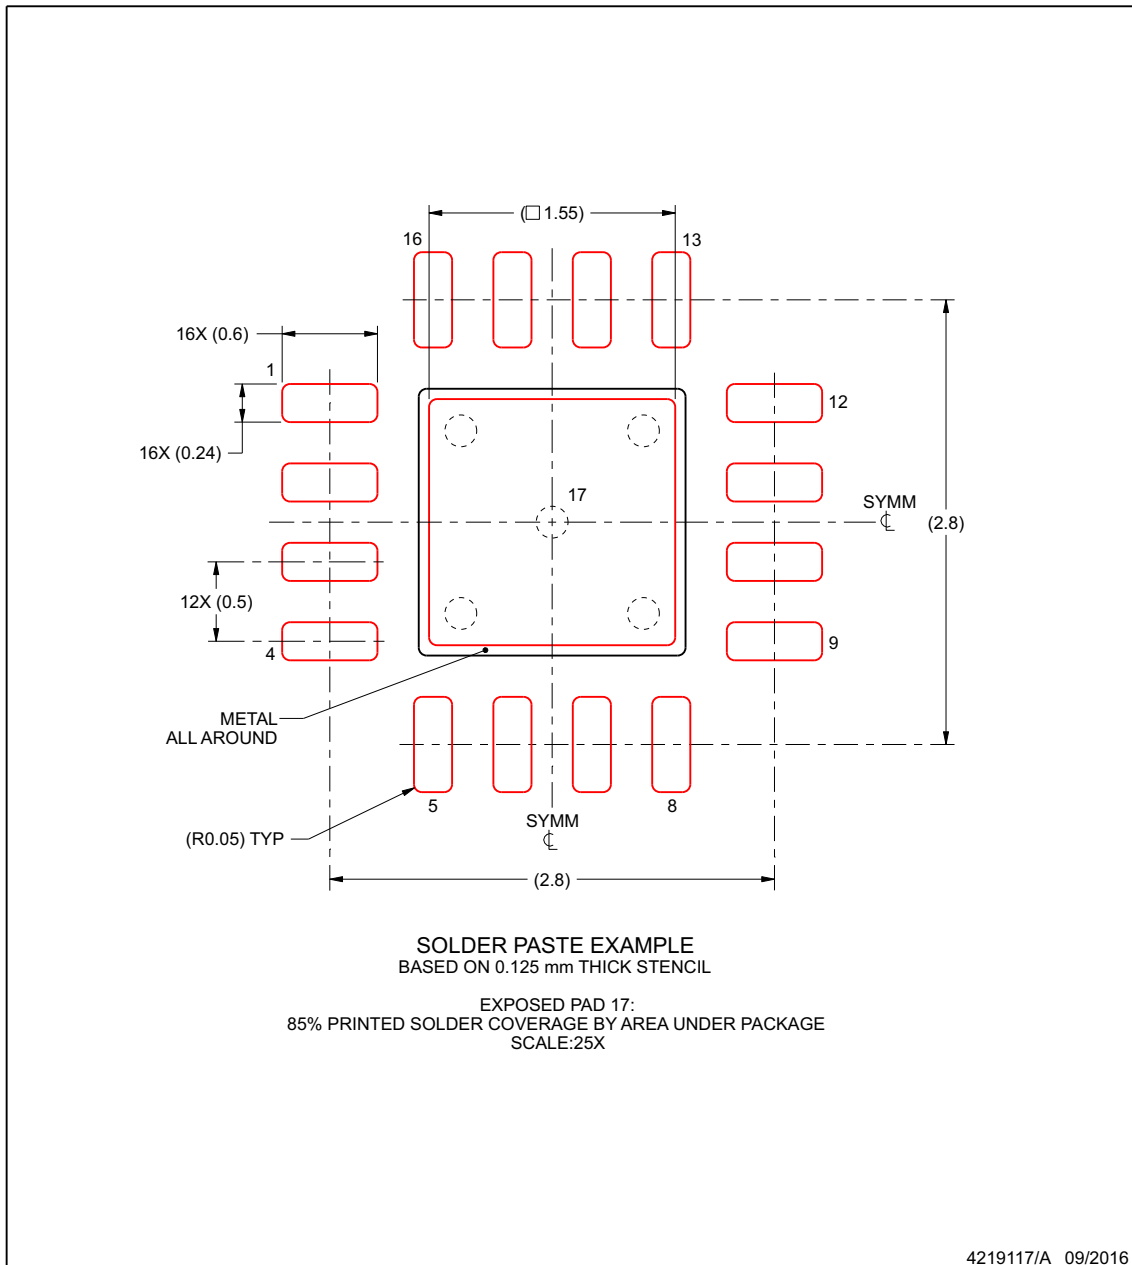 (□ 1.55)
16
13
16X (0.6)
1
12
16X (0.24)
17
SYMM
℄
(2.8)
12X (0.5)
4
9
METAL
ALL AROUND
5
8
SYMM
℄
(R0.05) TYP
(2.8)
SOLDER PASTE EXAMPLE
BASED ON 0.125 mm THICK STENCIL
EXPOSED PAD 17:
85% PRINTED SOLDER COVERAGE BY AREA UNDER PACKAGE
SCALE:25X
4219117/A 09/2016